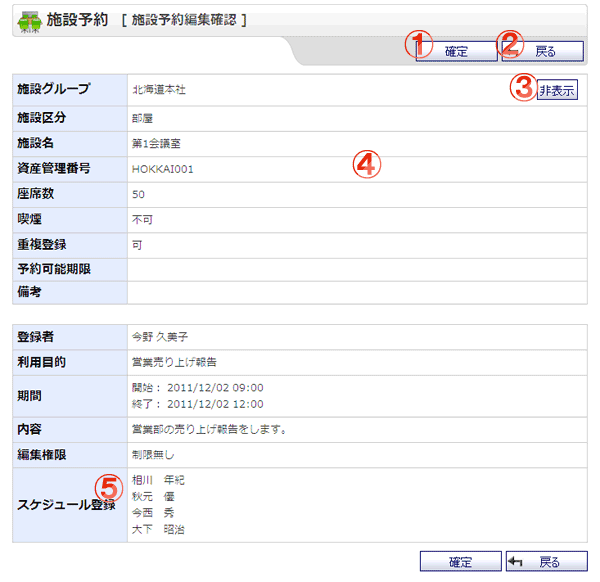 施設予約 [ 施設予約編集確認 ]
① 確定 ② 戻る
施設グループ 北海道本社 ③ 非表示
施設区分 部屋
施設名 第1会議室
資産管理番号 HOKKAI001 ④
座席数 50
喫煙 不可
重複登録 可
予約可能期限
備考
登録者 今野 久美子
利用目的 営業売り上げ報告
期間 開始： 2011/12/02 09:00
終了： 2011/12/02 12:00
内容 営業部の売り上げ報告をします。
編集権限 制限無し
スケジュール登録 ⑤ 相川　年紀
秋元　優
今西　秀
大下　昭治
確定 戻る